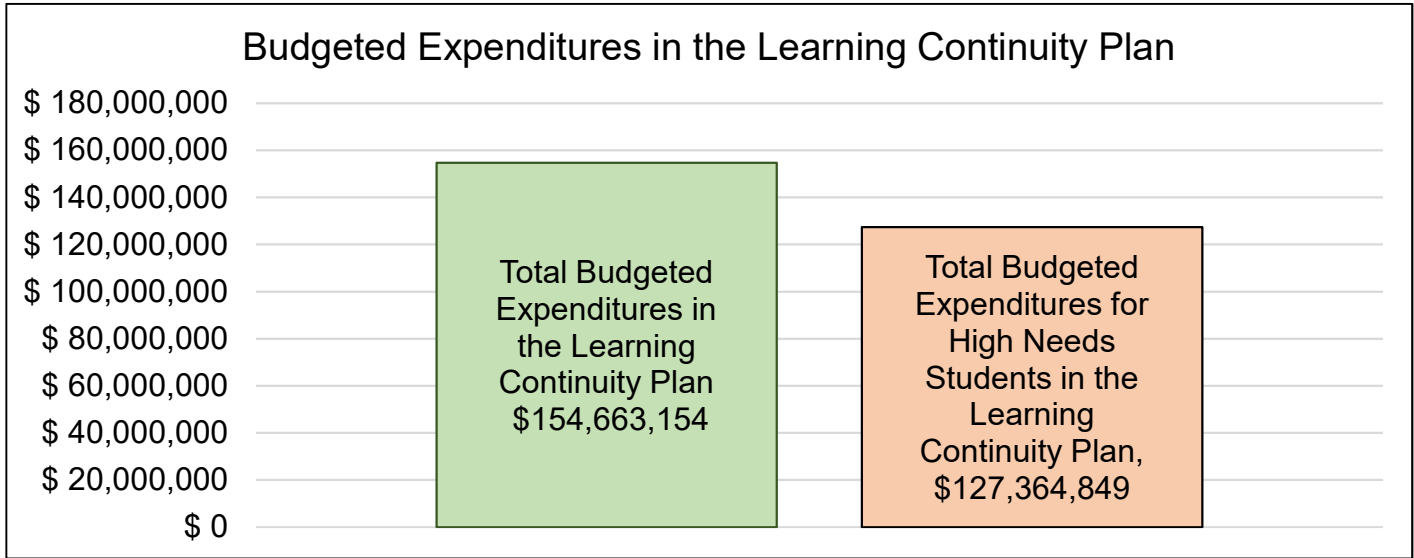 Budgeted Expenditures in the Learning Continuity Plan
$ 180,000,000
$ 160,000,000
$ 140,000,000
$ 120,000,000
$ 100,000,000
$ 80,000,000
$ 60,000,000
$ 40,000,000
$ 20,000,000
$ 0
Total Budgeted
Expenditures in
the Learning
Continuity Plan
$154,663,154
Total Budgeted
Expenditures for
High Needs
Students in the
Learning
Continuity Plan,
$127,364,849